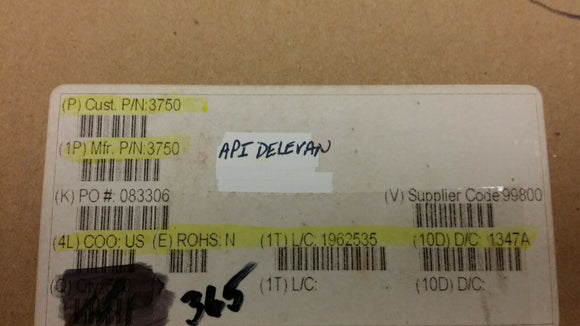 (P) Cust. P/N:3750
(1P) Mfr. P/N:3750
API DELEVAN
(K) PO #: 083306 (V) Supplier Code 99800
(4L) COO: US (E) ROHS: N (1T) L/C: 1962535 (10D) D/C: 1347A
365 (1T) L/C: (10D) D/C: